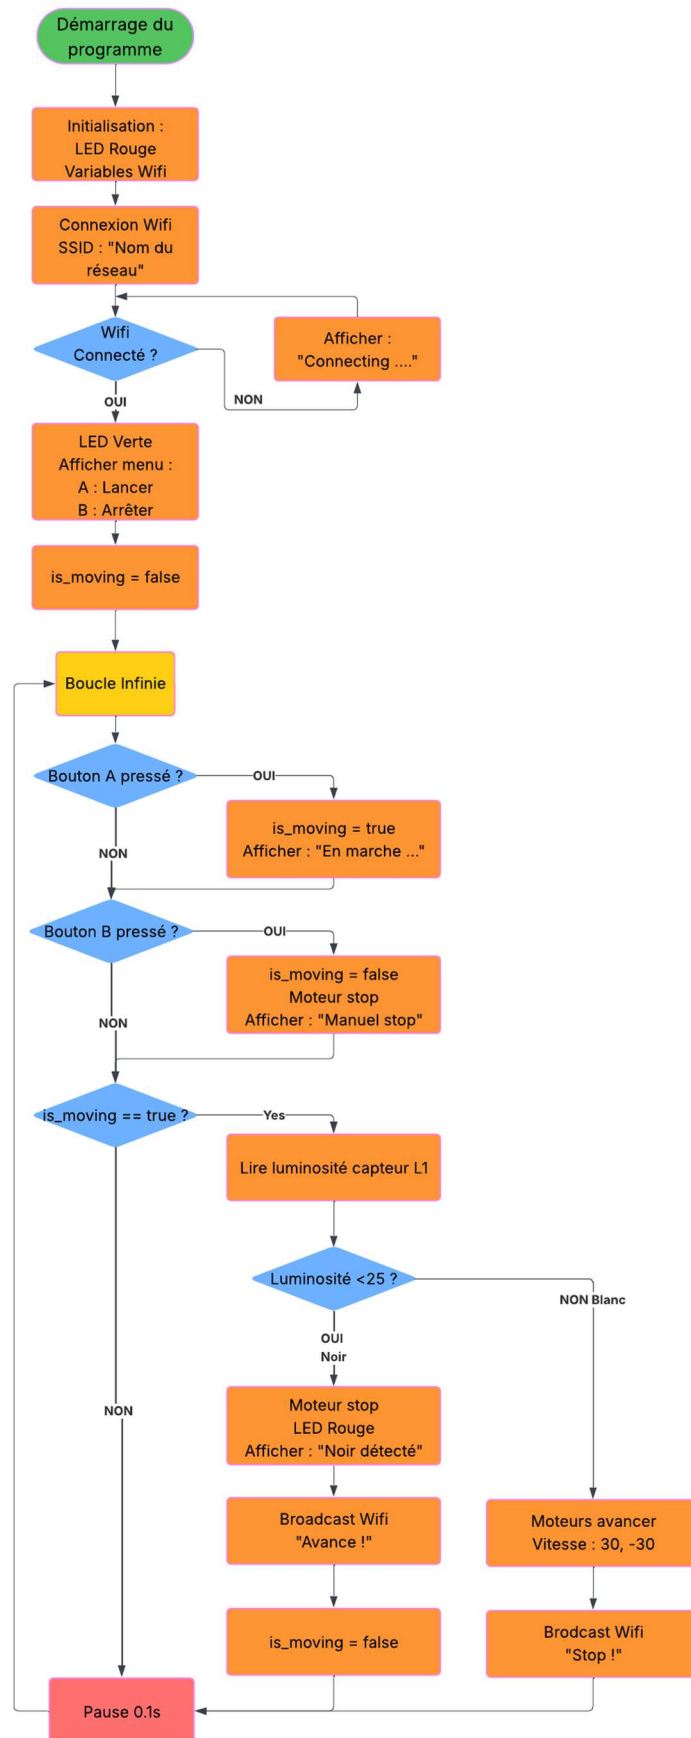 Démarrage du
programme
Initialisation :
LED Rouge
Variables Wifi
Connexion Wifi
SSID : "Nom du
réseau"
Wifi
Connecté ?
Afficher :
"Connecting ...."
NON
OUI
LED Verte
Afficher menu :
A : Lancer
B : Arrêter
is_moving = false
Boucle Infinie
Bouton A pressé ?
OUI
is_moving = true
Afficher : "En marche ..."
NON
Bouton B pressé ?
OUI
is_moving = false
Moteur stop
Afficher : "Manuel stop"
NON
is_moving == true ?
Yes
Lire luminosité capteur L1
Luminosité <25 ?
NON Blanc
OUI
Noir
Moteur stop
LED Rouge
Afficher : "Noir détecté"
NON
Broadcast Wifi
"Avance !"
Moteurs avancer
Vitesse : 30, -30
is_moving = false
Brodcast Wifi
"Stop !"
Pause 0.1s